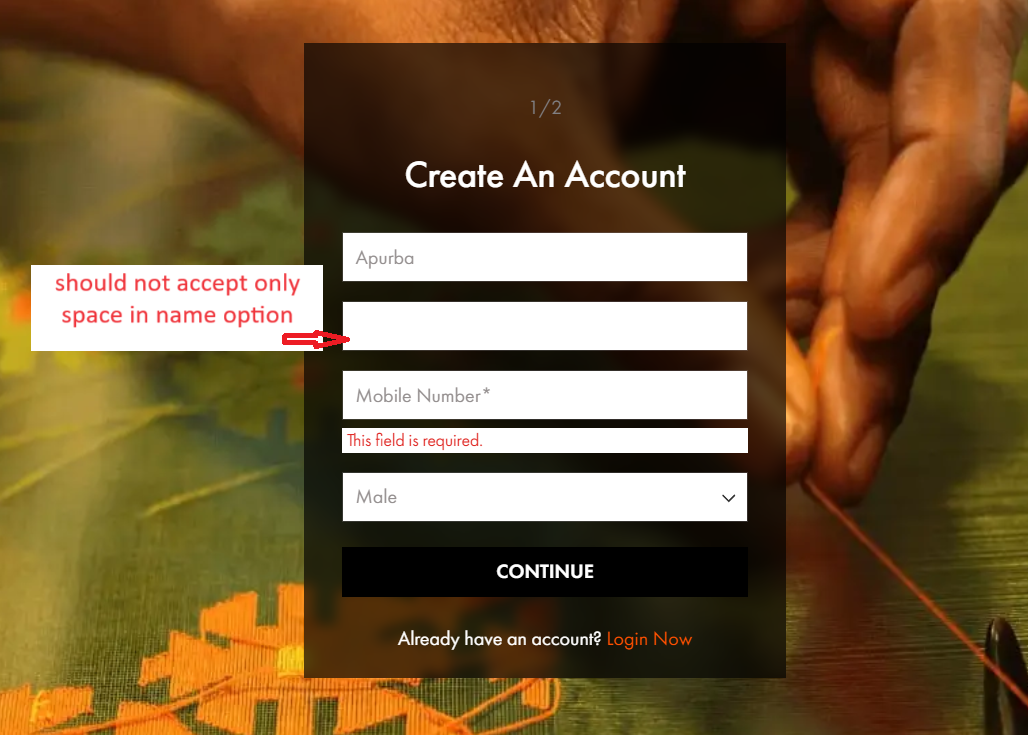 1/2
Create An Account
Apurba
should not accept only
space in name option
Mobile Number*
This field is required.
Male
CONTINUE
Already have an account? Login Now